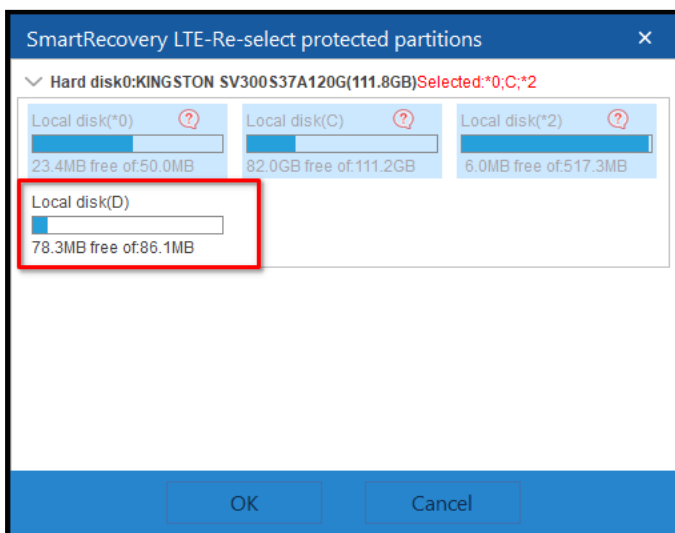 SmartRecovery LTE-Re-select protected partitions
Hard disk0:KINGSTON SV300S37A120G(111.8GB)Selected:*0;C;*2
Local disk(*0)
23.4MB free of:50.0MB
Local disk(C)
82.0GB free of:111.2GB
Local disk(*2)
6.0MB free of:517.3MB
Local disk(D)
78.3MB free of:86.1MB
OK
Cancel